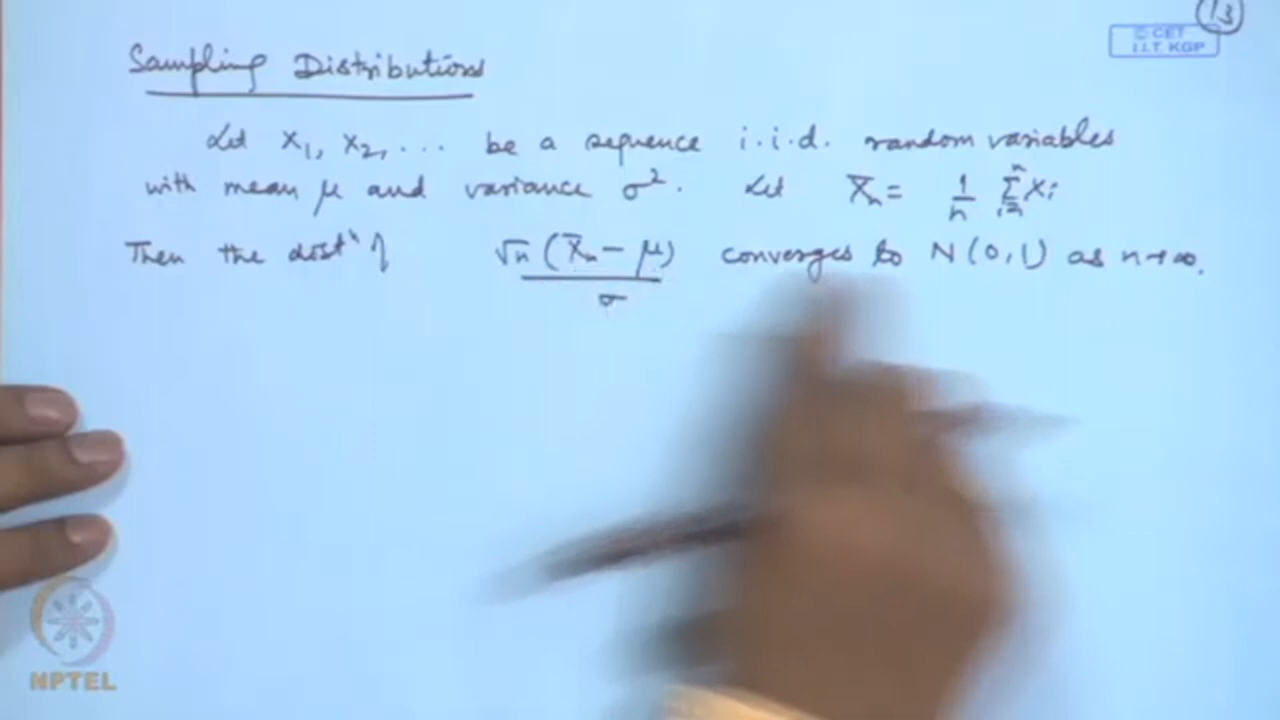 13
© CET
I.I.T. KGP
Sampling Distributions
Let X₁, X₂, ... be a sequence i.i.d. random variables
with mean μ and variance σ². Let X̄ₙ = 1/n Σⁿᵢ₌₁ Xᵢ
Then the distⁿ of √n (X̄ₙ - μ) / σ converges to N(0,1) as n→∞.
NPTEL